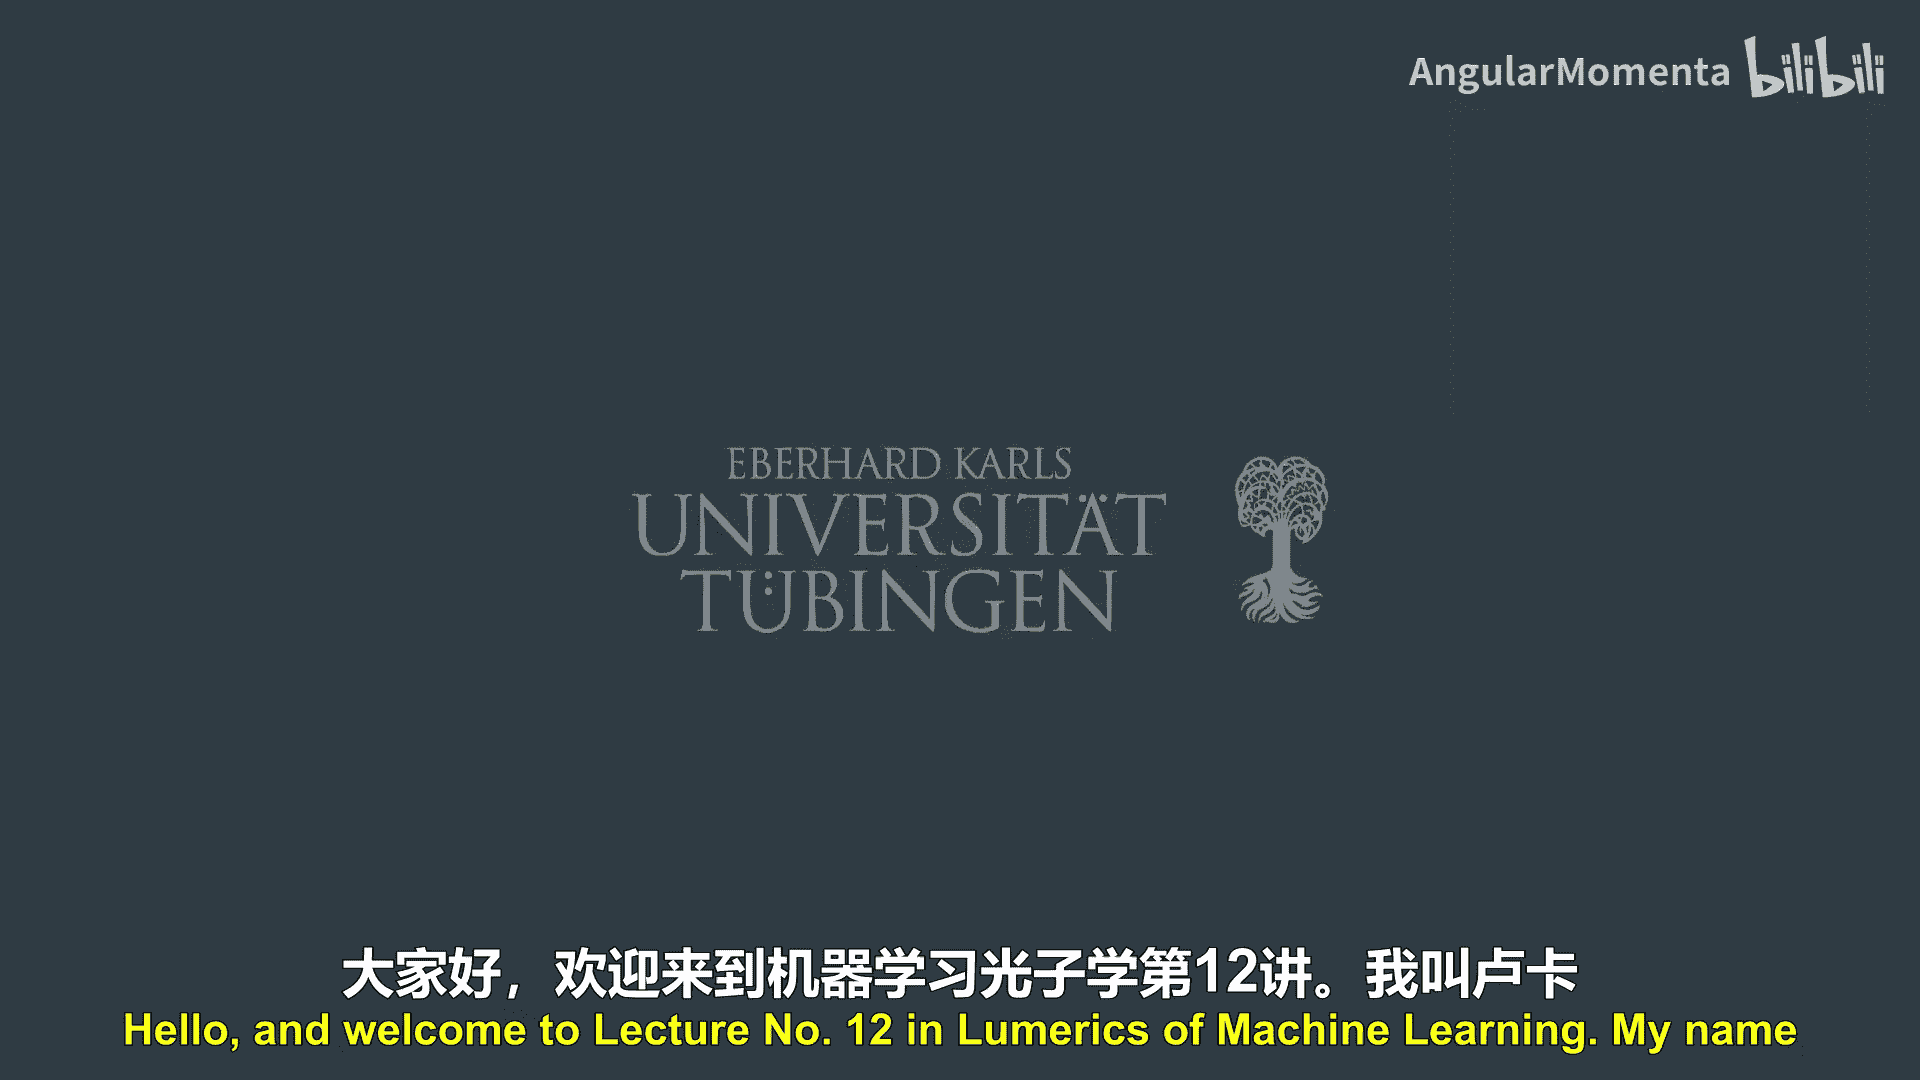 AngularMomenta bilibili
EBERHARD KARLS
UNIVERSITÄT
TÜBINGEN
大家好，欢迎来到机器学习光子学第12讲。我叫卢卡
Hello, and welcome to Lecture No. 12 in Lumerics of Machine Learning. My name